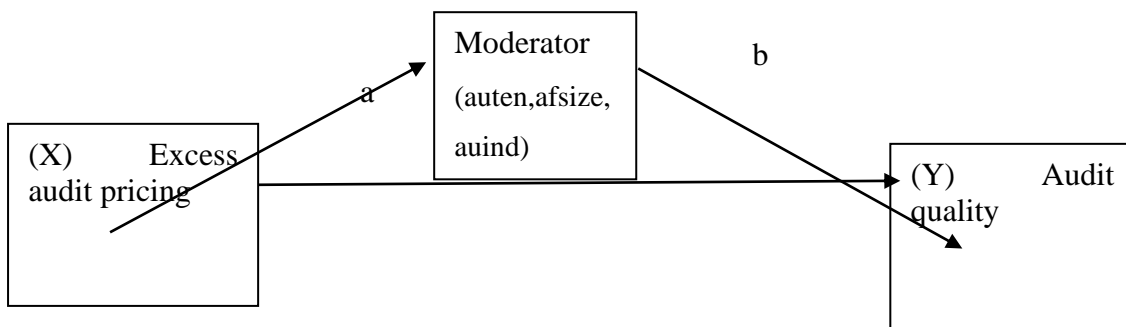 Moderator
(auten,afsize,
auind)
b
a
(X) Excess
audit pricing
(Y) Audit
quality